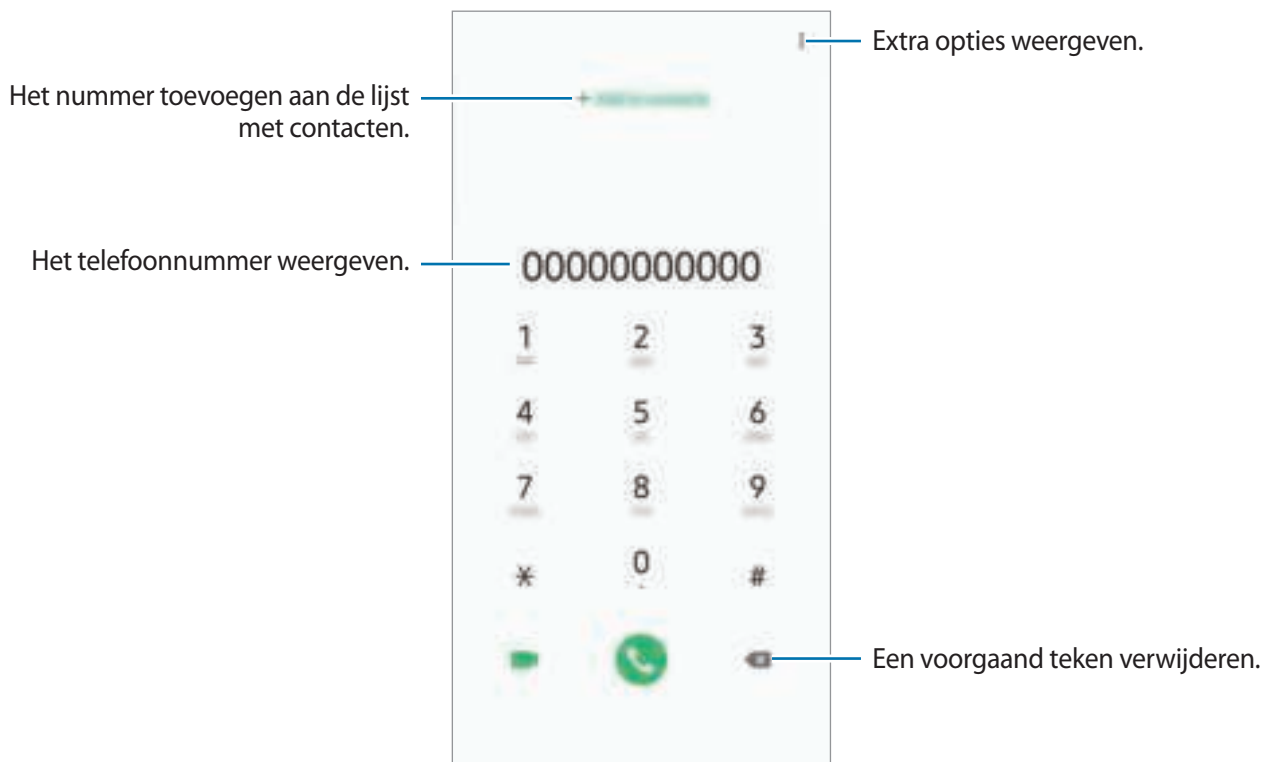 Extra opties weergeven.
Het nummer toevoegen aan de lijst
met contacten.
Het telefoonnummer weergeven.
00000000000
1 2 3
4 5 6
7 8 9
* 0 #
Een voorgaand teken verwijderen.